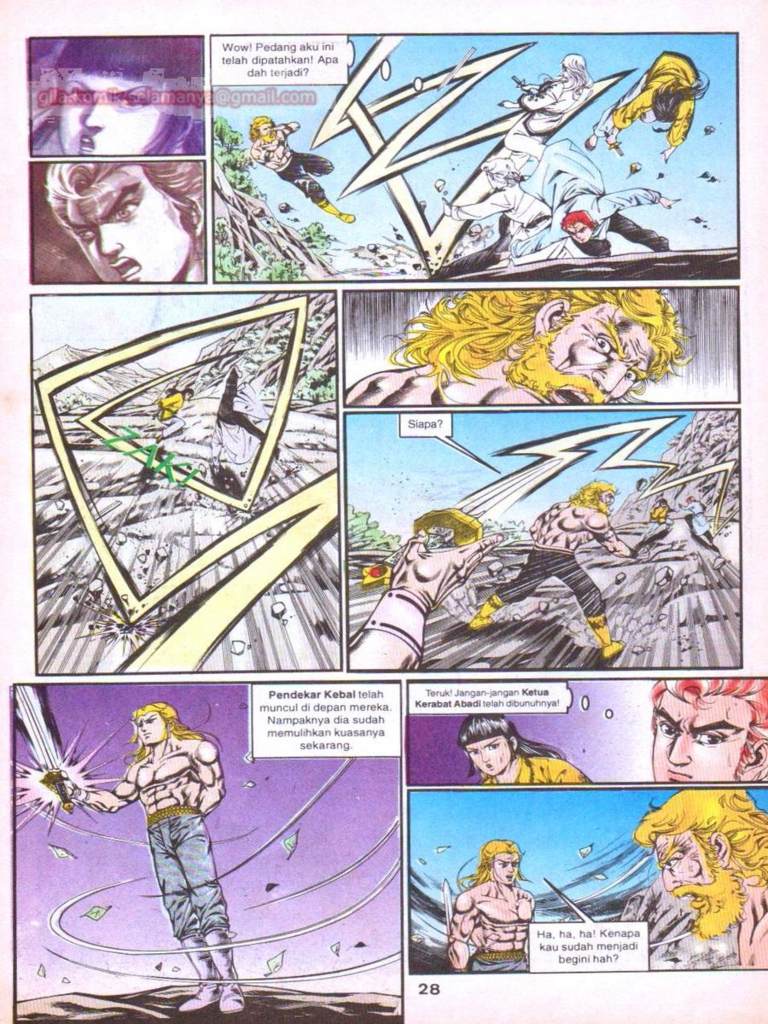 Wow! Pedang aku ini
telah dipatahkan! Apa
dah terjadi?
gilakomikselamanya@gmail.com
ZAK!
Siapa?
Pendekar Kebal telah
muncul di depan mereka.
Nampaknya dia sudah
memulihkan kuasanya
sekarang.
Teruk! Jangan-jangan Ketua
Kerabat Abadi telah dibunuhnya!
Ha, ha, ha! Kenapa
kau sudah menjadi
begini hah?
28